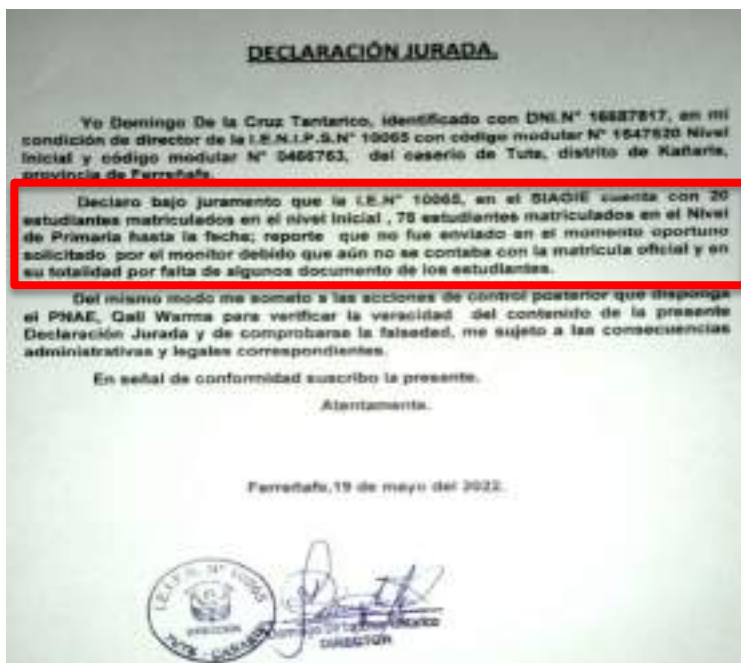 DECLARACIÓN JURADA.
Yo Domingo De la Cruz Tantarico, identificado con DNI.N° 16687817, en mi
condición de director de la I.E.N.I.P.S.N° 10065 con código modular N° 1647620 Nivel
Inicial y código modular N° 0466763, del caserío de Tute, distrito de Kañaris,
provincia de Ferreñafe.
Declaro bajo juramento que la I.E.N° 10065, en el SIAGIE cuenta con 20
estudiantes matriculados en el nivel Inicial , 78 estudiantes matriculados en el Nivel
de Primaria hasta la fecha; reporte que no fue enviado en el momento oportuno
solicitado por el monitor debido que aún no se contaba con la matricula oficial y en
su totalidad por falta de algunos documento de los estudiantes.
Del mismo modo me someto a las acciones de control posterior que disponga
el PNAE, Qali Warma para verificar la veracidad del contenido de la presente
Declaración Jurada y de comprobarse la falsedad, me sujeto a las consecuencias
administrativas y legales correspondientes.
En señal de conformidad suscribo la presente.
Atentamente.
Ferreñafe,19 de mayo del 2022.
N° 10065
DIRECCION
TUTE
DIRECTOR